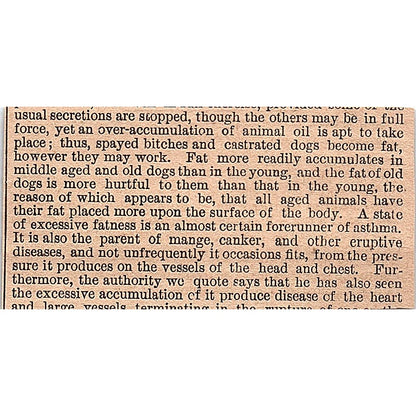 usual secretions are stopped, though the others may be in full
force, yet an over-accumulation of animal oil is apt to take
place; thus, spayed bitches and castrated dogs become fat,
however they may work. Fat more readily accumulates in
middle aged and old dogs than in the young, and the fat of old
dogs is more hurtful to them than that in the young, the
reason of which appears to be, that all aged animals have
their fat placed more upon the surface of the body. A state
of excessive fatness is an almost certain forerunner of asthma.
It is also the parent of mange, canker, and other eruptive
diseases, and not unfrequently it occasions fits, from the pres-
sure it produces on the vessels of the head and chest. Fur-
thermore, the authority we quote says that he has also seen
the excessive accumulation of it produce disease of the heart
and large vessels terminating in the rupture of